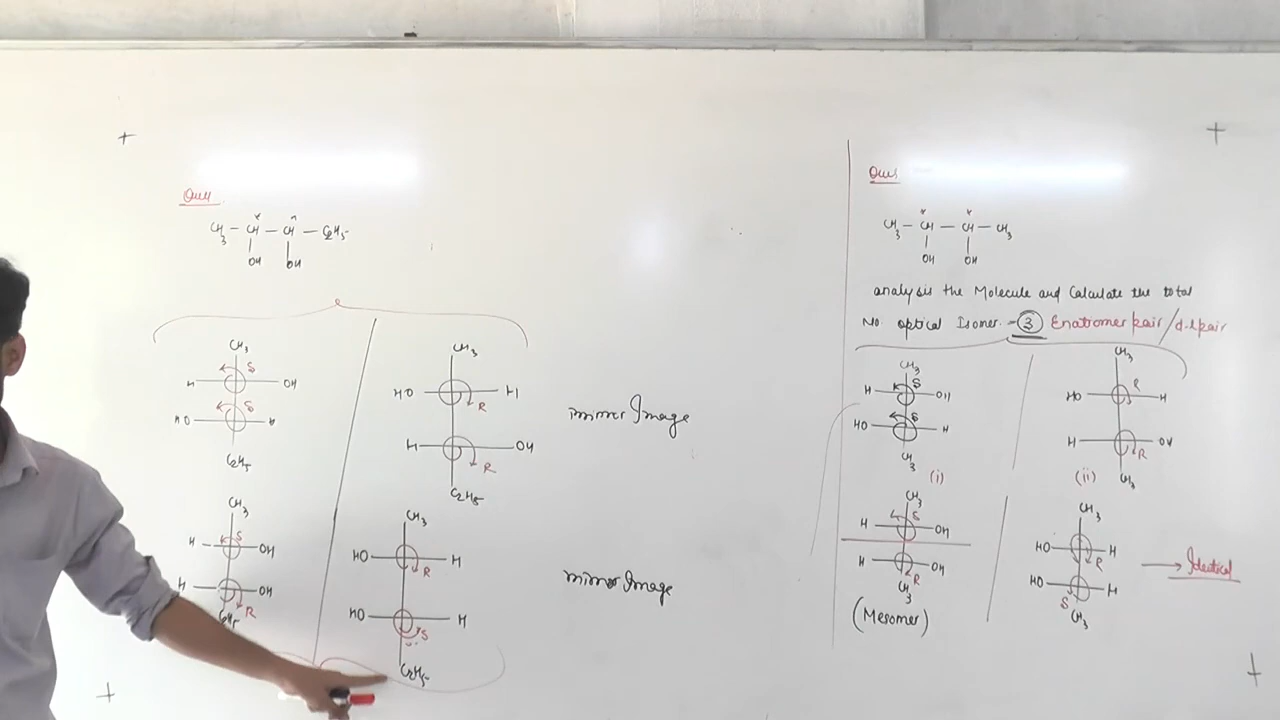 Ques
CH3 – CH – CH – C2H5
OH OH
CH3
S
H OH
S
HO H
C2H5
CH3
HO H
R
H OH
R
C2H5
mirror Image
CH3
S
H OH
H OH
R
C2H5
CH3
HO H
R
HO H
S
C2H5
mirror Image
Ques
CH3 – CH – CH – CH3
OH OH
analysis the Molecule and Calculate the total
No. optical Isomer. = 3 Enatiomer pair/d.l pair
CH3
S
H OH
S
HO H
CH3
(i)
CH3
R
HO H
H OH
R
CH3
(ii)
CH3
S
H OH
H OH
R
CH3
(Mesomer)
CH3
HO H
R
HO H
S
CH3
→ Identical